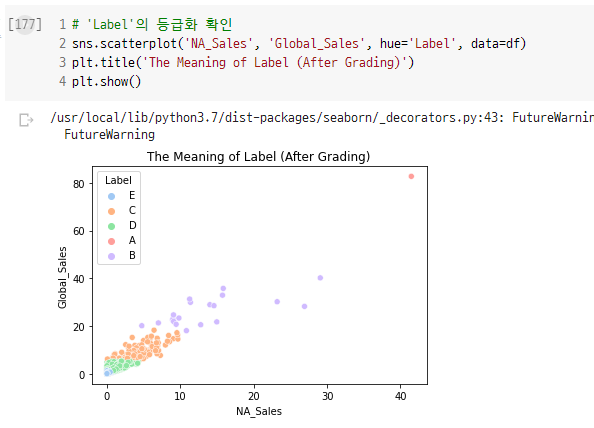 [177]
1 # 'Label'의 등급화 확인
2 sns.scatterplot('NA_Sales', 'Global_Sales', hue='Label', data=df)
3 plt.title('The Meaning of Label (After Grading)')
4 plt.show()
/usr/local/lib/python3.7/dist-packages/seaborn/_decorators.py:43: FutureWarnin
FutureWarning
The Meaning of Label (After Grading)
Label
E
C
D
A
B
80
60
40
20
0
Global_Sales
0 10 20 30 40
NA_Sales